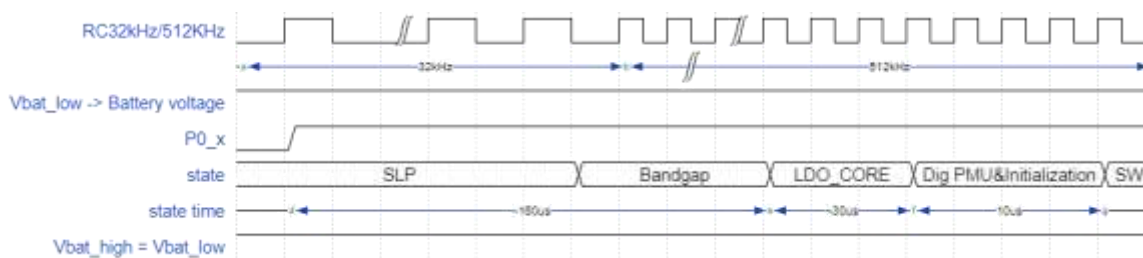 RC32kHz/512KHz
32kHz
512kHz
Vbat_low -> Battery voltage
P0_x
state SLP Bandgap LDO_CORE Dig PMU&Initialization SW
state time ~180us ~30us 10us
Vbat_high = Vbat_low